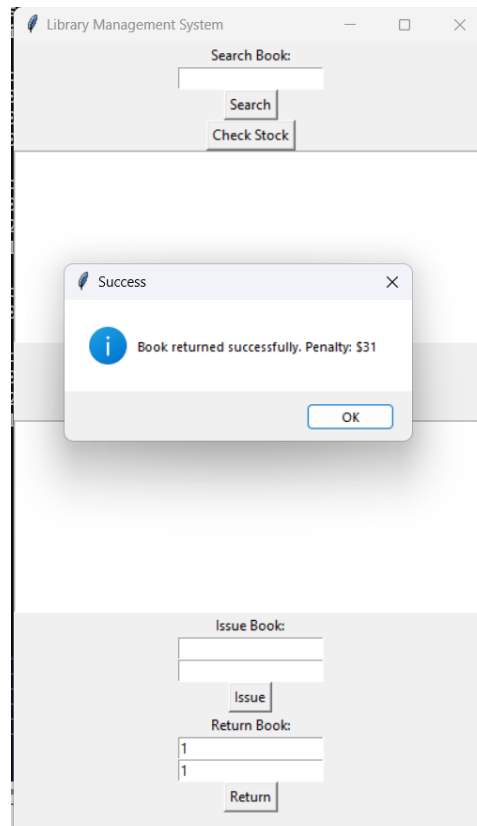 Library Management System
Search Book:
Search
Check Stock
Success
Book returned successfully. Penalty: $31
OK
Issue Book:
Issue
Return Book:
1
1
Return